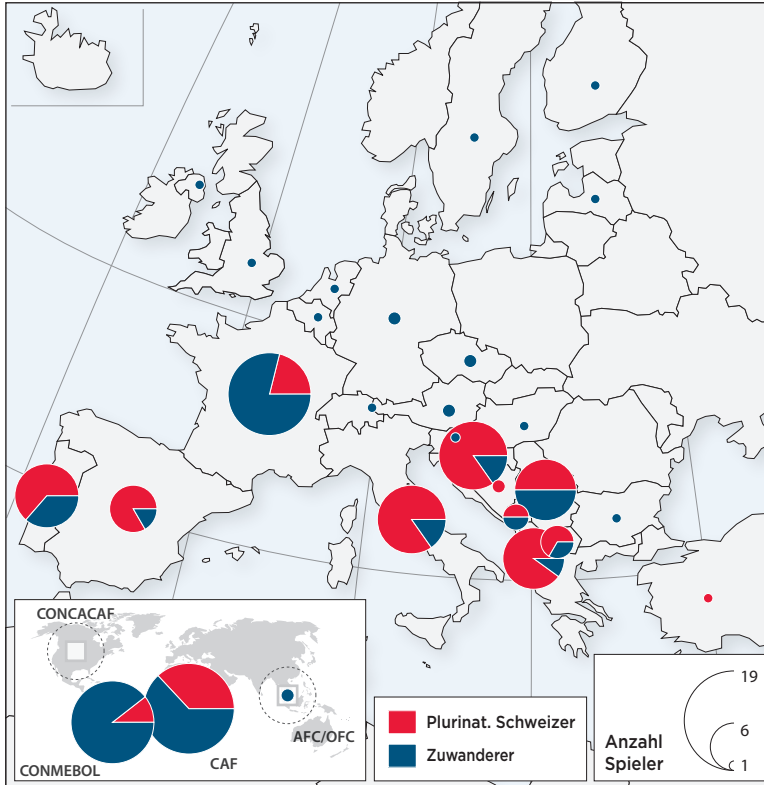 CONCACAF
CONMEBOL
CAF
AFC/OFC
Plurinat. Schweizer
Zuwanderer
Anzahl
Spieler
19
6
1